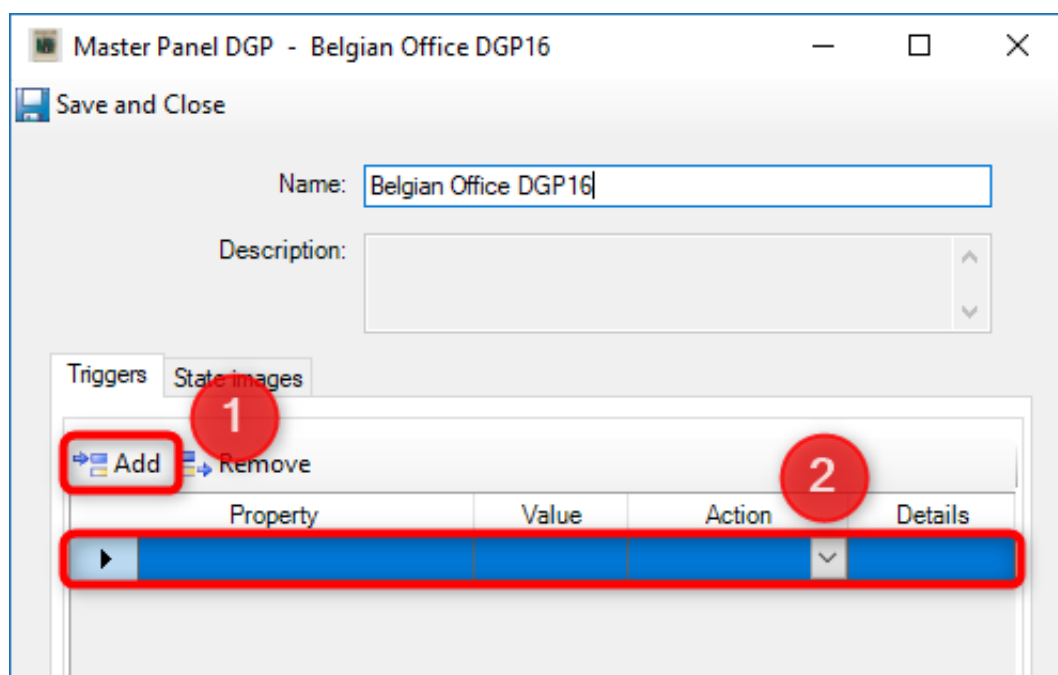 Master Panel DGP - Belgian Office DGP16
Save and Close
Name: Belgian Office DGP16
Description:
Triggers State images
1
Add Remove
2
Property Value Action Details